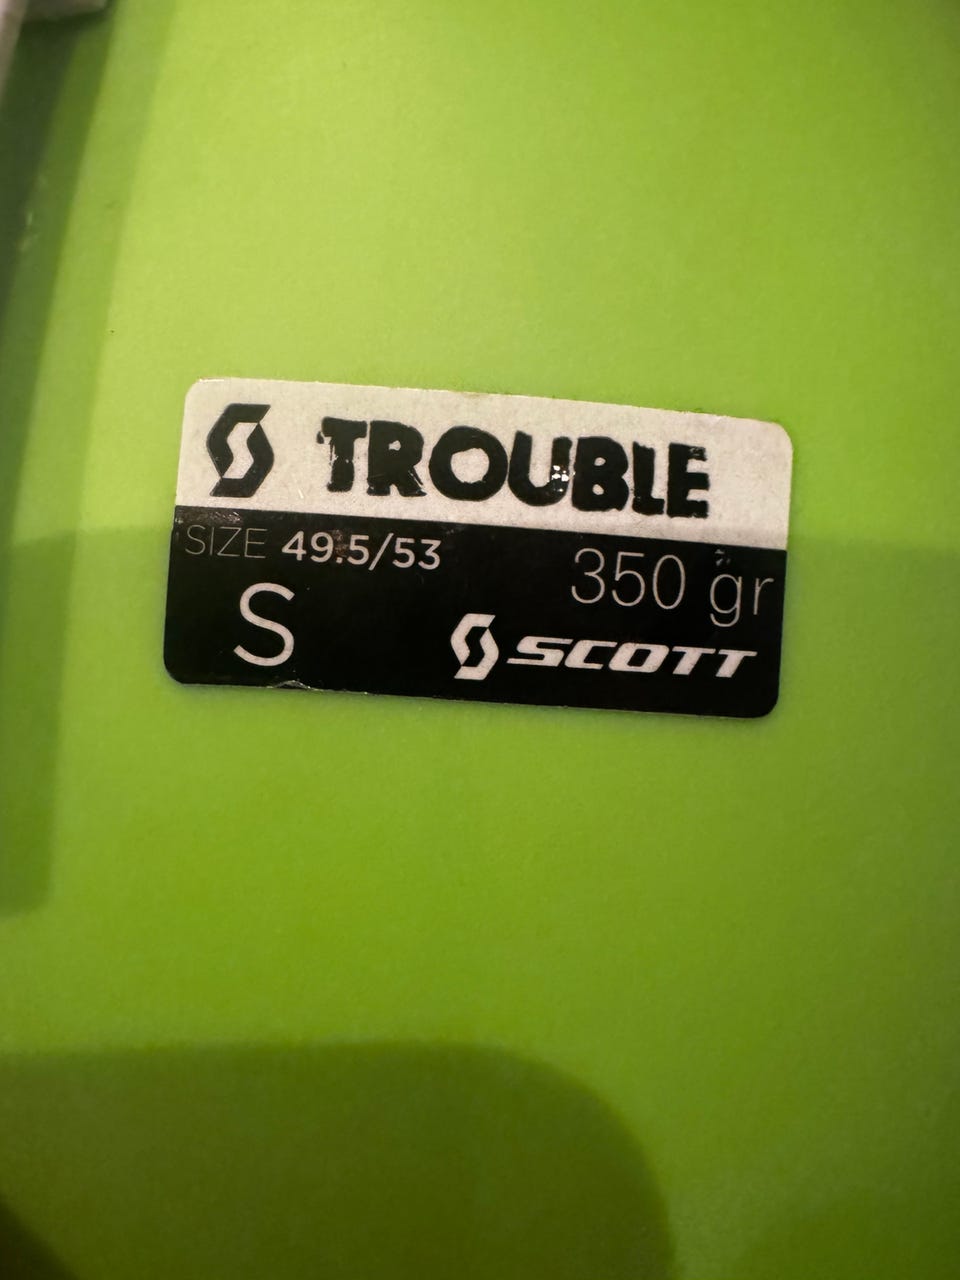 TROUBLE
SIZE 49.5/53
350 gr
S
SCOTT